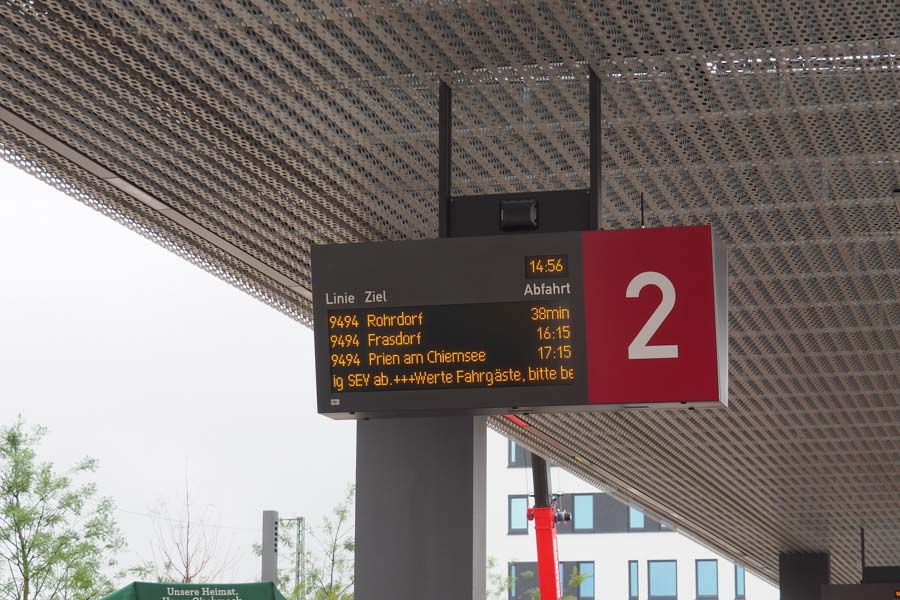 14:56
Linie Ziel Abfahrt
9494 Rohrdorf 38min
9494 Frasdorf 16:15
9494 Prien am Chiemsee 17:15
ig SEV ab.+++Werte Fahrgäste, bitte be
2
Unsere Heimat.